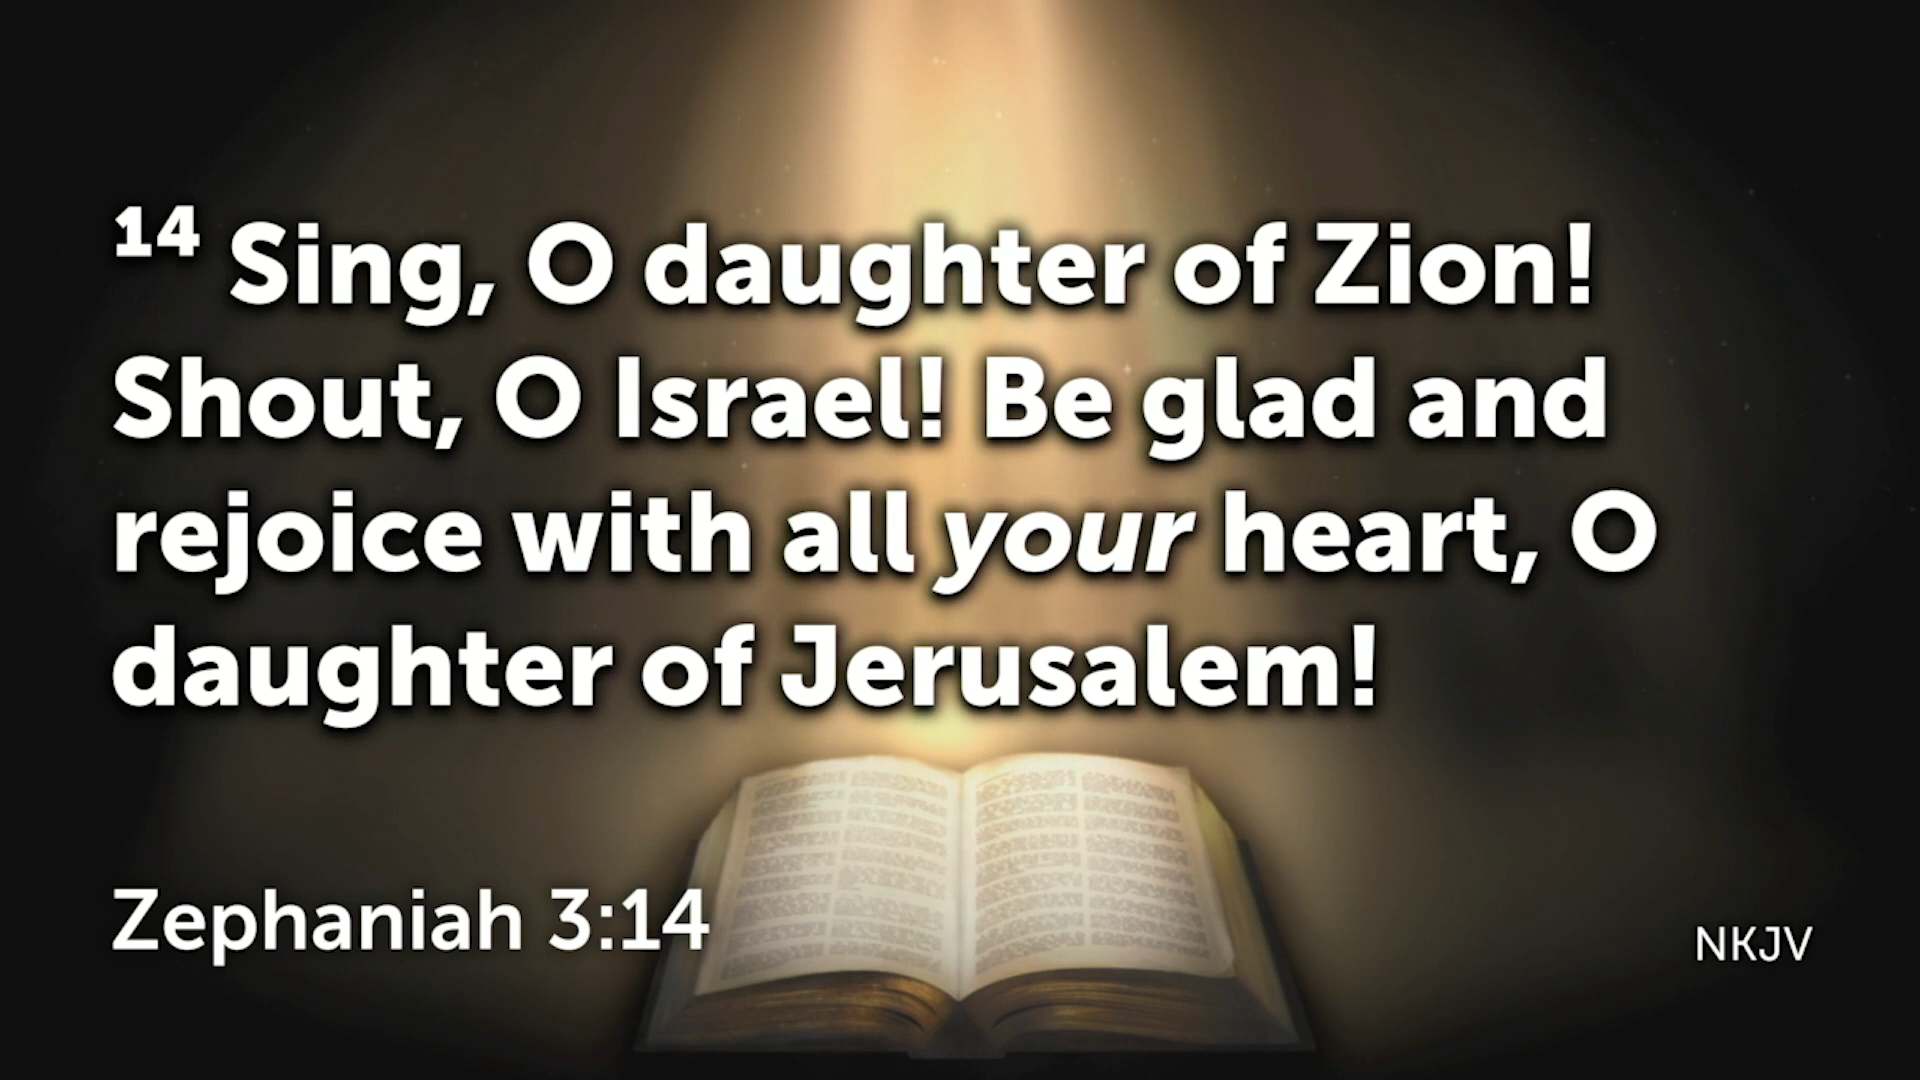 14 Sing, O daughter of Zion!
Shout, O Israel! Be glad and
rejoice with all your heart, O
daughter of Jerusalem!
Zephaniah 3:14
NKJV